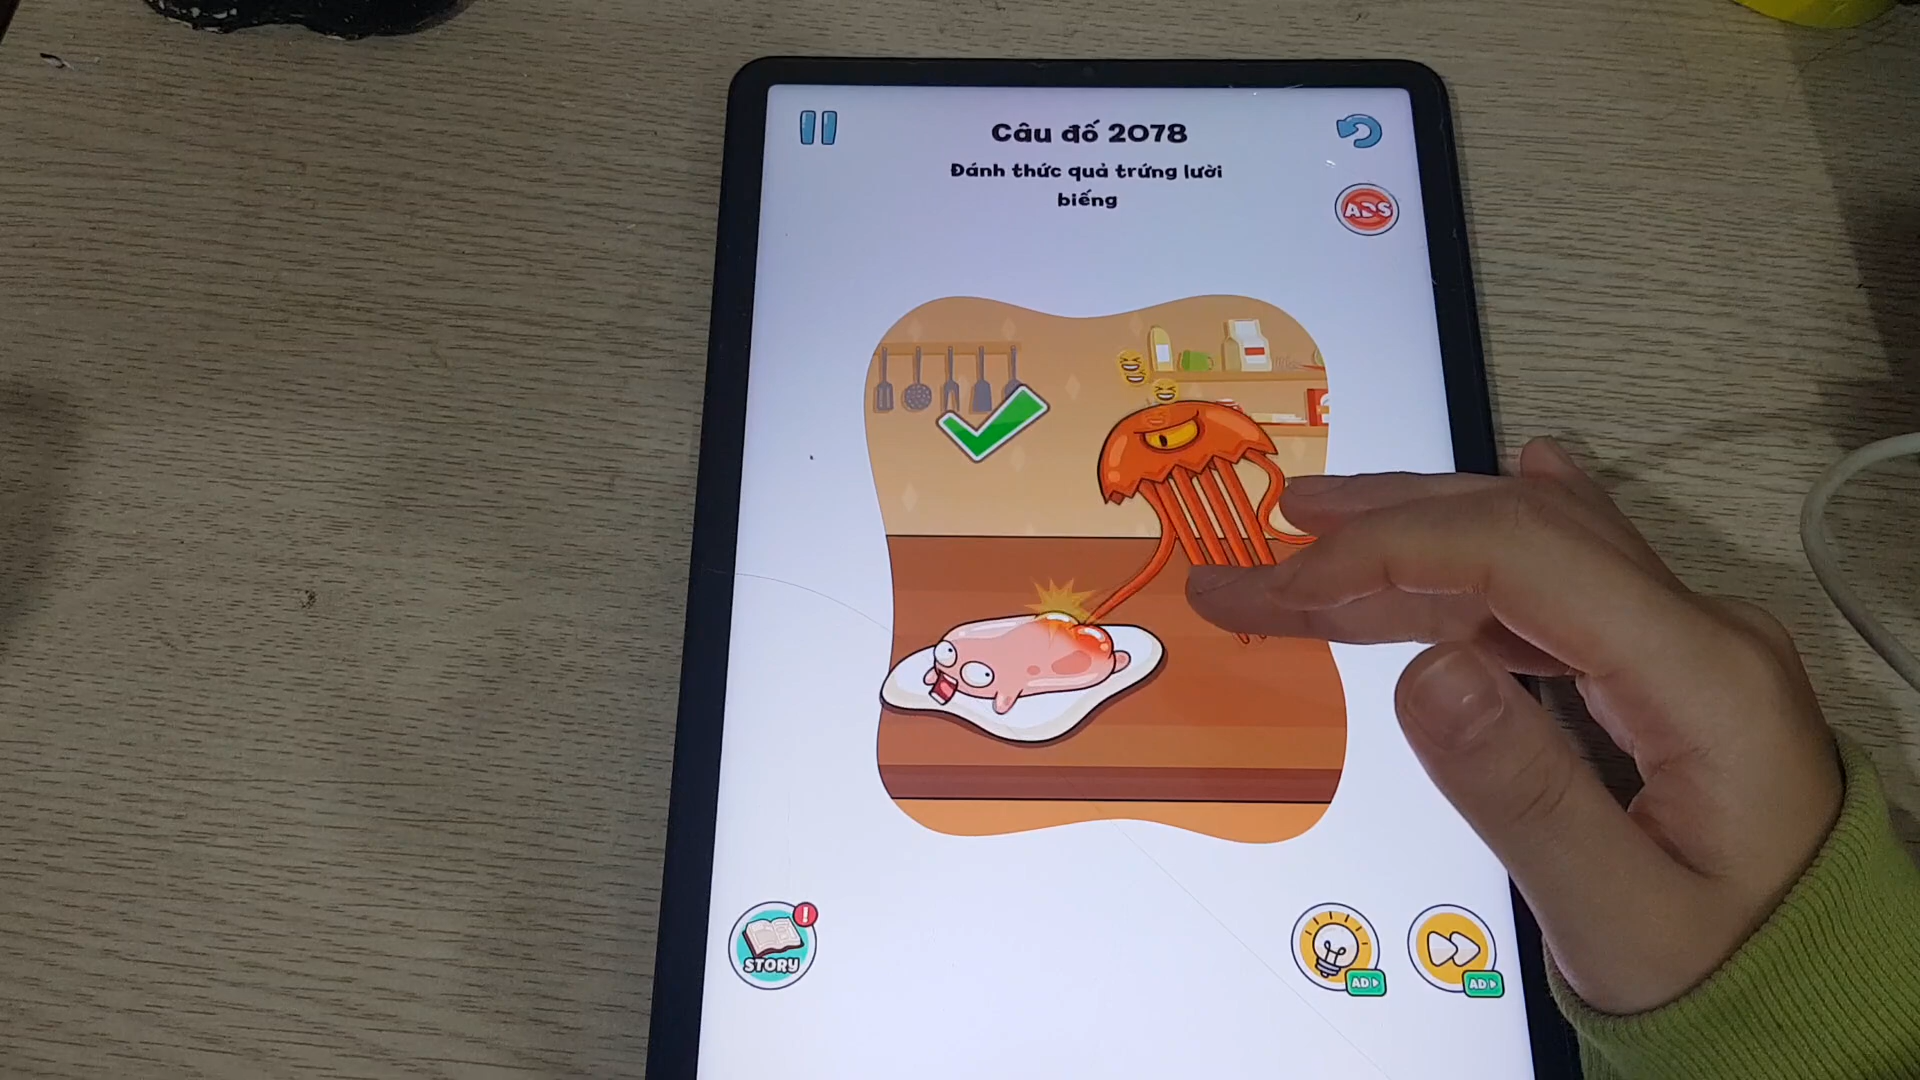 Câu đố 2078
Đánh thức quả trứng lười
biếng
ADS
STORY
AD
AD